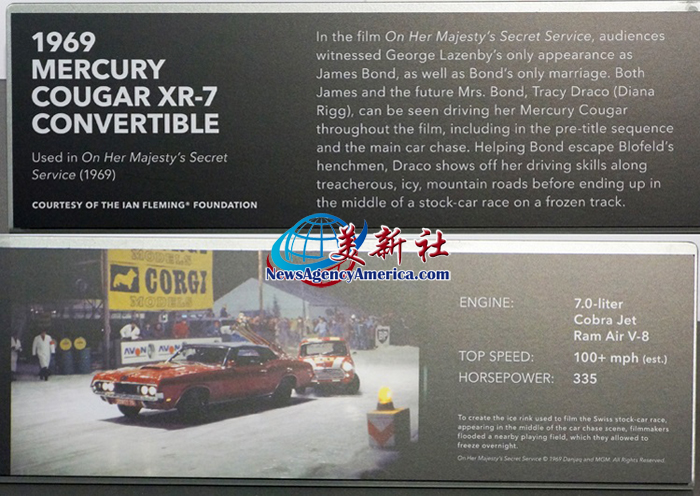 1969
MERCURY
COUGAR XR-7
CONVERTIBLE
Used in On Her Majesty's Secret
Service (1969)
COURTESY OF THE IAN FLEMING® FOUNDATION
In the film On Her Majesty's Secret Service, audiences
witnessed George Lazenby's only appearance as
James Bond, as well as Bond's only marriage. Both
James and the future Mrs. Bond, Tracy Draco (Diana
Rigg), can be seen driving her Mercury Cougar
throughout the film, including in the pre-title sequence
and the main car chase. Helping Bond escape Blofeld's
henchmen, Draco shows off her driving skills along
treacherous, icy, mountain roads before ending up in
the middle of a stock-car race on a frozen track.
美新社
NewsAgencyAmerica.com
MODELS
CORGI
MODELS
AVON
AVON
BP
ENGINE: 7.0-liter
Cobra Jet
Ram Air V-8
TOP SPEED: 100+ mph (est.)
HORSEPOWER: 335
To create the ice rink used to film the Swiss stock-car race,
appearing in the middle of the car chase scene, filmmakers
flooded a nearby playing field, which they allowed to
freeze overnight.
On Her Majesty's Secret Service © 1969 Danjaq and MGM. All Rights Reserved.